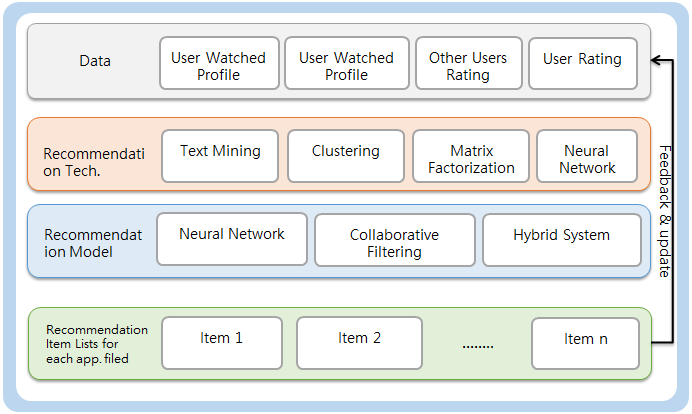 Data
User Watched
Profile
User Watched
Profile
Other Users
Rating
User Rating
Recommendati
on Tech.
Text Mining
Clustering
Matrix
Factorization
Neural
Network
Recommendat
ion Model
Neural Network
Collaborative
Filtering
Hybrid System
Recommendation
Item Lists for
each app. filed
Item 1
Item 2
........
Item n
Feedback & update